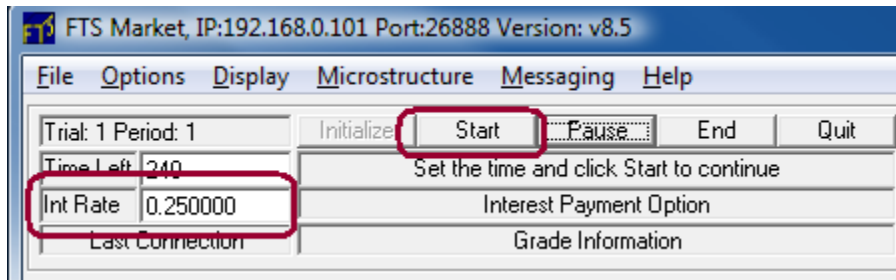 FTS FTS Market, IP:192.168.0.101 Port:26888 Version: v8.5
File Options Display Microstructure Messaging Help
Trial: 1 Period: 1 Initialize Start Pause End Quit
Time Left 240 Set the time and click Start to continue
Int Rate 0.250000 Interest Payment Option
Last Connection Grade Information